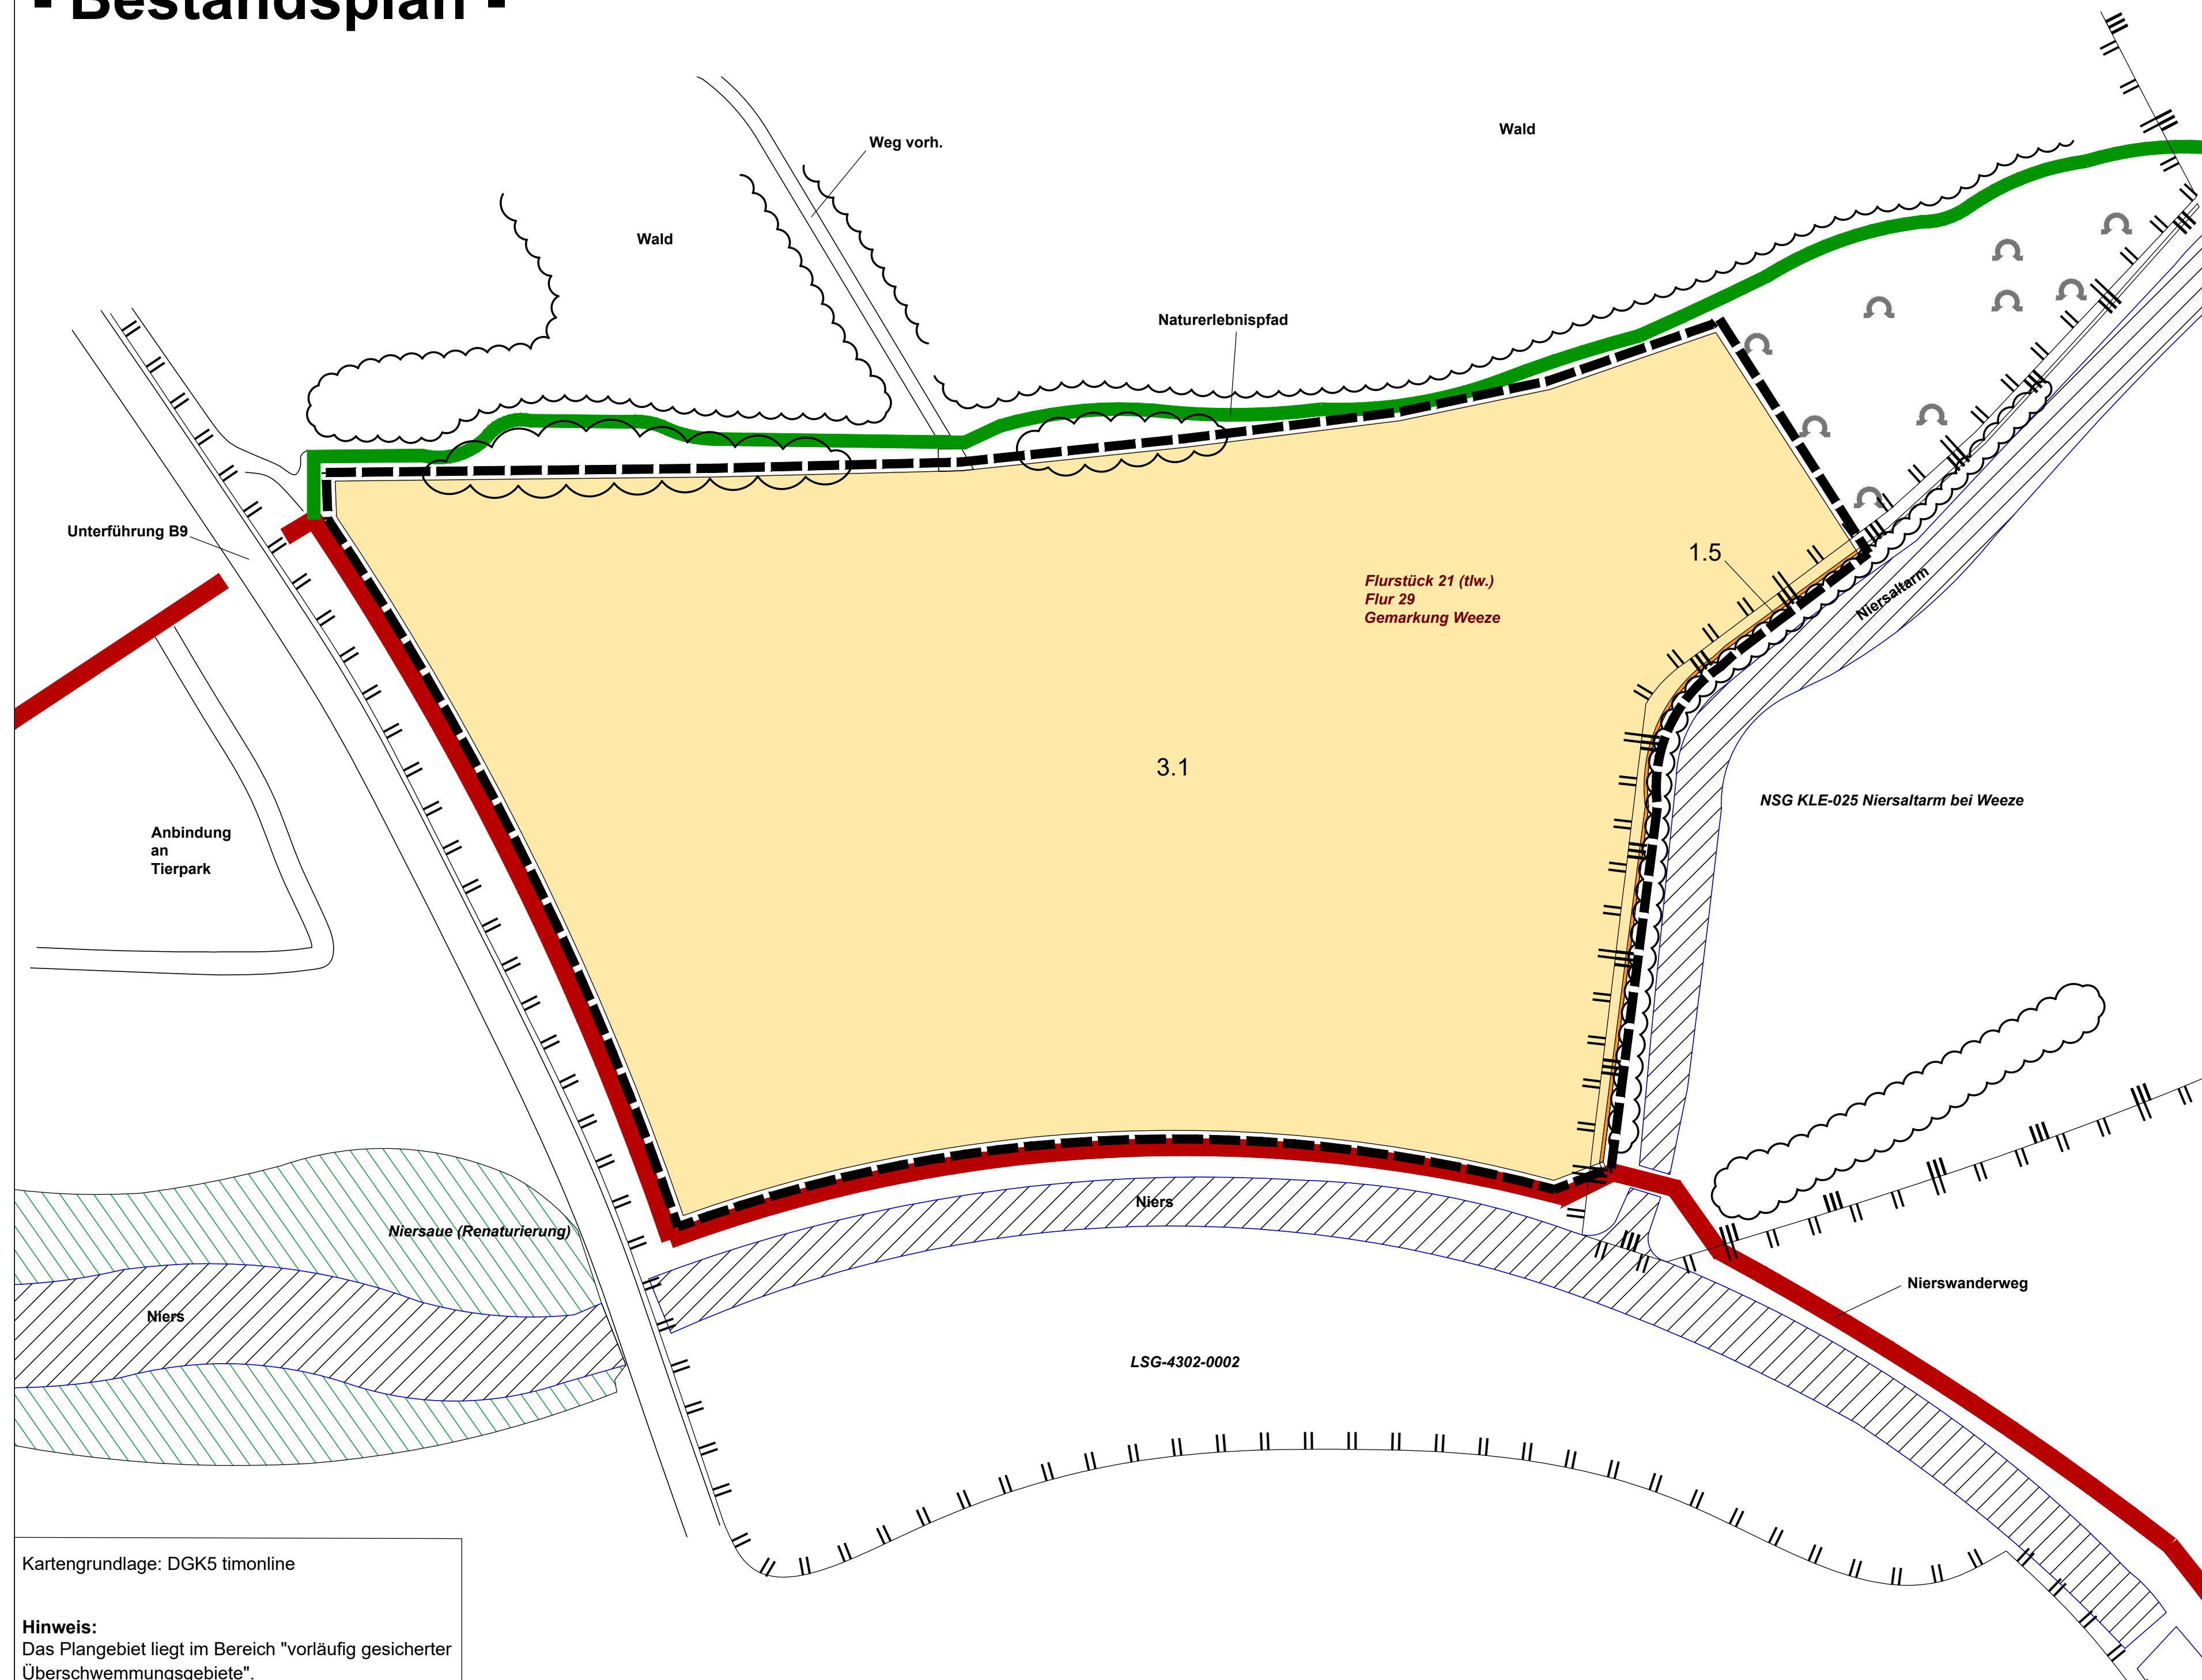 - Bestandsplan -
Wald
Weg vorh.
Wald
Naturerlebnispfad
Unterführung B9
1.5
Flurstück 21 (tlw.)
Flur 29
Gemarkung Weeze
Niersaltarm
3.1
NSG KLE-025 Niersaltarm bei Weeze
Anbindung
an
Tierpark
Niers
Niersaue (Renaturierung)
Nierswanderweg
Niers
LSG-4302-0002
Kartengrundlage: DGK5 timonline
Hinweis:
Das Plangebiet liegt im Bereich "vorläufig gesicherter
Überschwemmungsgebiete".